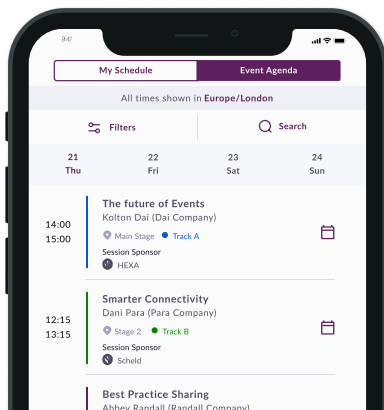 9:41
My Schedule Event Agenda
All times shown in Europe/London
Filters Search
21 22 23 24
Thu Fri Sat Sun
14:00
15:00
The future of Events
Kolton Dai (Dai Company)
Main Stage Track A
Session Sponsor
HEXA
12:15
13:15
Smarter Connectivity
Dani Para (Para Company)
Stage 2 Track B
Session Sponsor
Scheld
Best Practice Sharing
Abbey Randall (Randall Company)